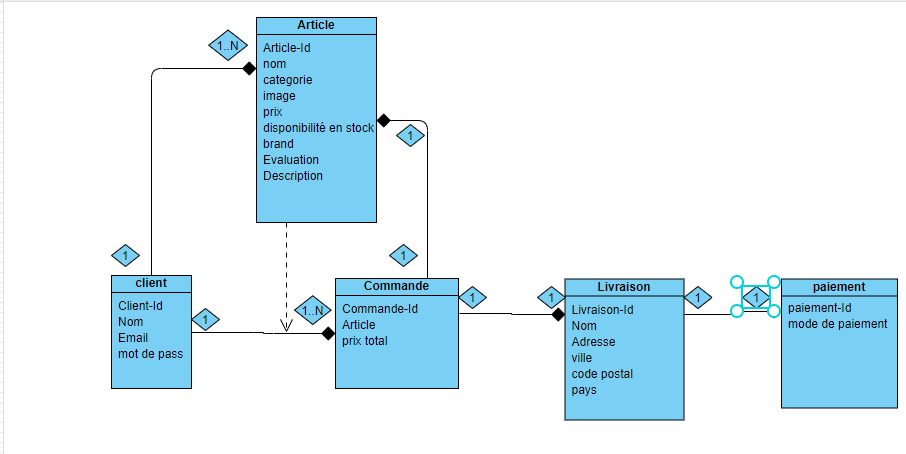 Article
1..N
Article-Id
nom
categorie
image
prix
disponibilité en stock
brand
Evaluation
Description
1
1
1
client
Client-Id
Nom
Email
mot de pass
1
1..N
Commande
Commande-Id
Article
prix total
1
1
Livraison
Livraison-Id
Nom
Adresse
ville
code postal
pays
1
1
paiement
paiement-Id
mode de paiement